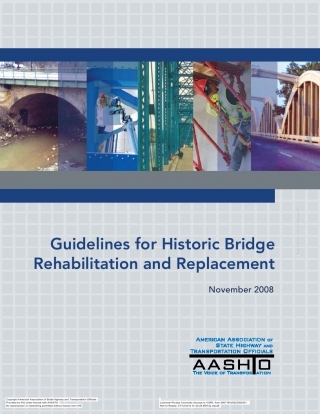 Guidelines for Historic Bridge
Rehabilitation and Replacement
November 2008
AMERICAN ASSOCIATION OF
STATE HIGHWAY AND
TRANSPORTATION OFFICIALS
AASHTO
THE VOICE OF TRANSPORTATION